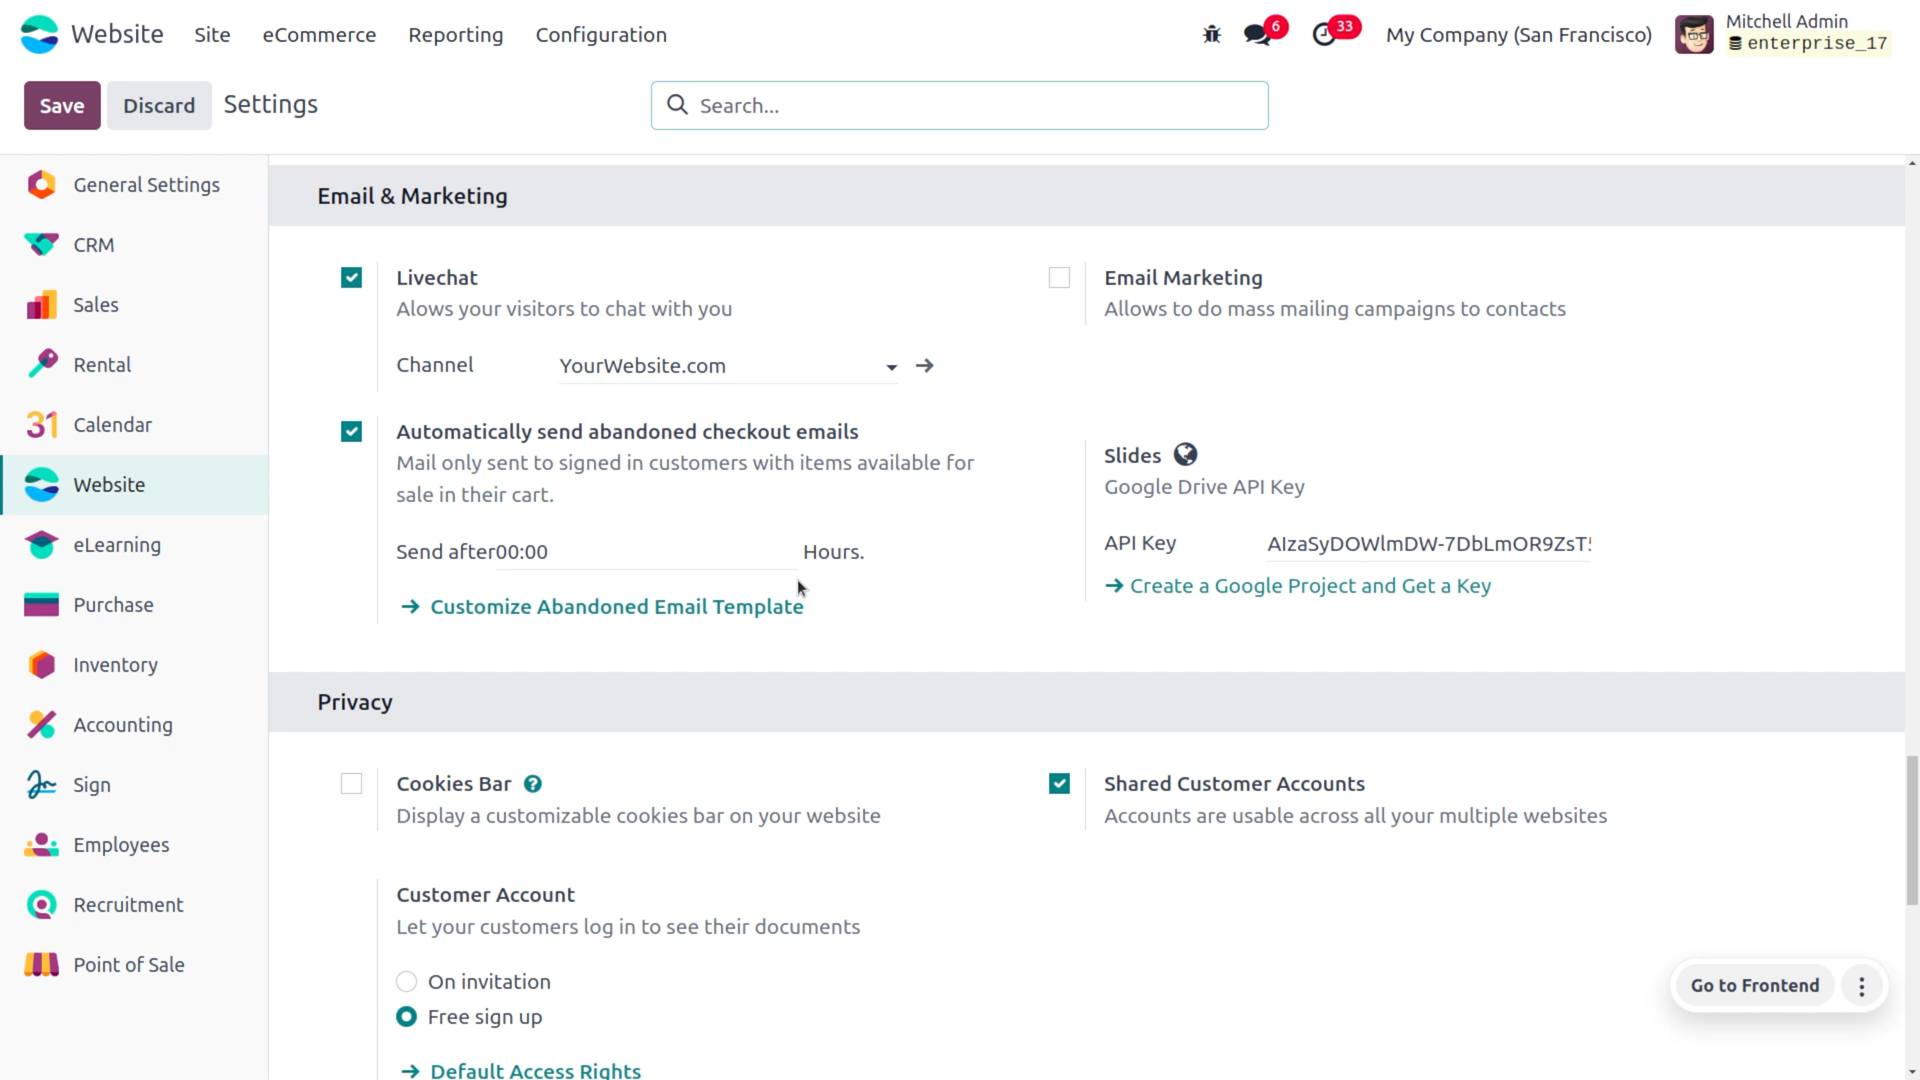 Website
Site
eCommerce
Reporting
Configuration
6
33
My Company (San Francisco)
Mitchell Admin
enterprise_17
Save
Discard
Settings
Search...
General Settings
CRM
Sales
Rental
31 Calendar
Website
eLearning
Purchase
Inventory
Accounting
Sign
Employees
Recruitment
Point of Sale
Email & Marketing
Livechat
Alows your visitors to chat with you
Channel YourWebsite.com
Email Marketing
Allows to do mass mailing campaigns to contacts
Automatically send abandoned checkout emails
Mail only sent to signed in customers with items available for
sale in their cart.
Send after00:00 Hours.
→ Customize Abandoned Email Template
Slides
Google Drive API Key
API Key AIzaSyDOWlmDW-7DbLmOR9ZsT!
→ Create a Google Project and Get a Key
Privacy
Cookies Bar ?
Display a customizable cookies bar on your website
Shared Customer Accounts
Accounts are usable across all your multiple websites
Customer Account
Let your customers log in to see their documents
On invitation
Free sign up
→ Default Access Rights
Go to Frontend